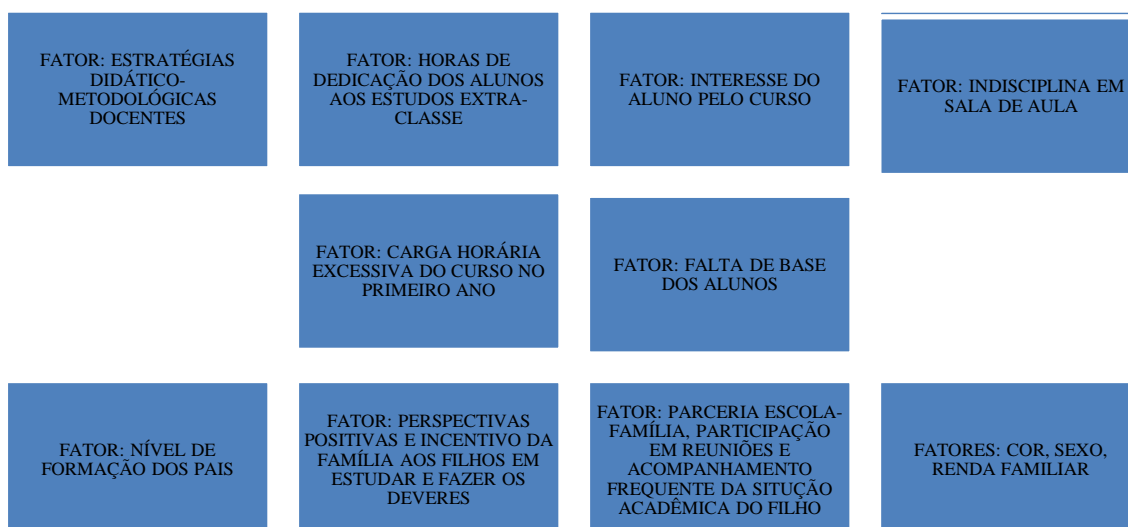 FATOR: ESTRATÉGIAS
DIDÁTICO-
METODOLÓGICAS
DOCENTES
FATOR: HORAS DE
DEDICAÇÃO DOS ALUNOS
AOS ESTUDOS EXTRA-
CLASSE
FATOR: INTERESSE DO
ALUNO PELO CURSO
FATOR: INDISCIPLINA EM
SALA DE AULA
FATOR: CARGA HORÁRIA
EXCESSIVA DO CURSO NO
PRIMEIRO ANO
FATOR: FALTA DE BASE
DOS ALUNOS
FATOR: NÍVEL DE
FORMAÇÃO DOS PAIS
FATOR: PERSPECTIVAS
POSITIVAS E INCENTIVO DA
FAMÍLIA AOS FILHOS EM
ESTUDAR E FAZER OS
DEVERES
FATOR: PARCERIA ESCOLA-
FAMÍLIA, PARTICIPAÇÃO
EM REUNIÕES E
ACOMPANHAMENTO
FREQUENTE DA SITUÇÃO
ACADÊMICA DO FILHO
FATORES: COR, SEXO,
RENDA FAMILIAR